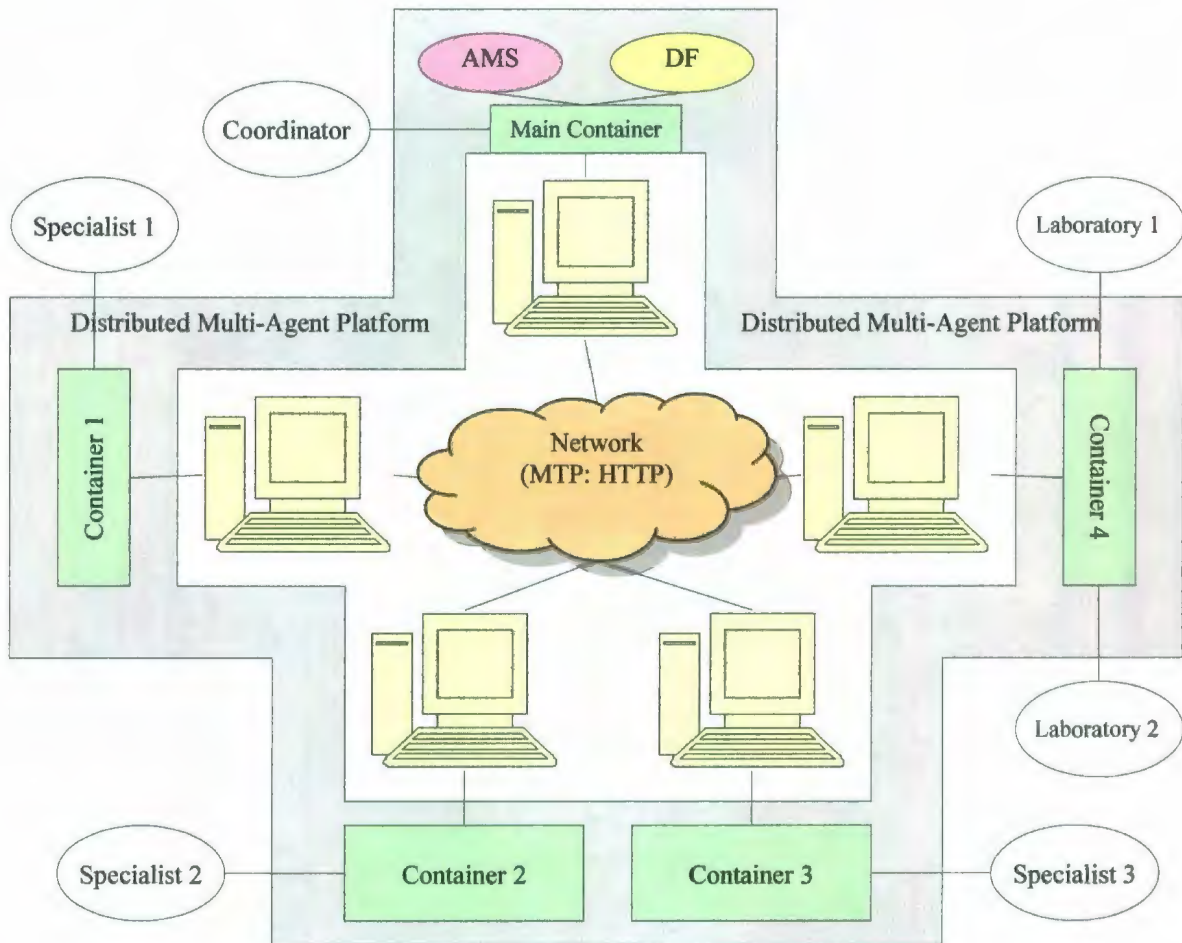 AMS
DF
Coordinator
Main Container
Specialist 1
Laboratory 1
Distributed Multi-Agent Platform
Distributed Multi-Agent Platform
Container 1
Network
(MTP: HTTP)
Container 4
Laboratory 2
Specialist 2
Container 2
Container 3
Specialist 3